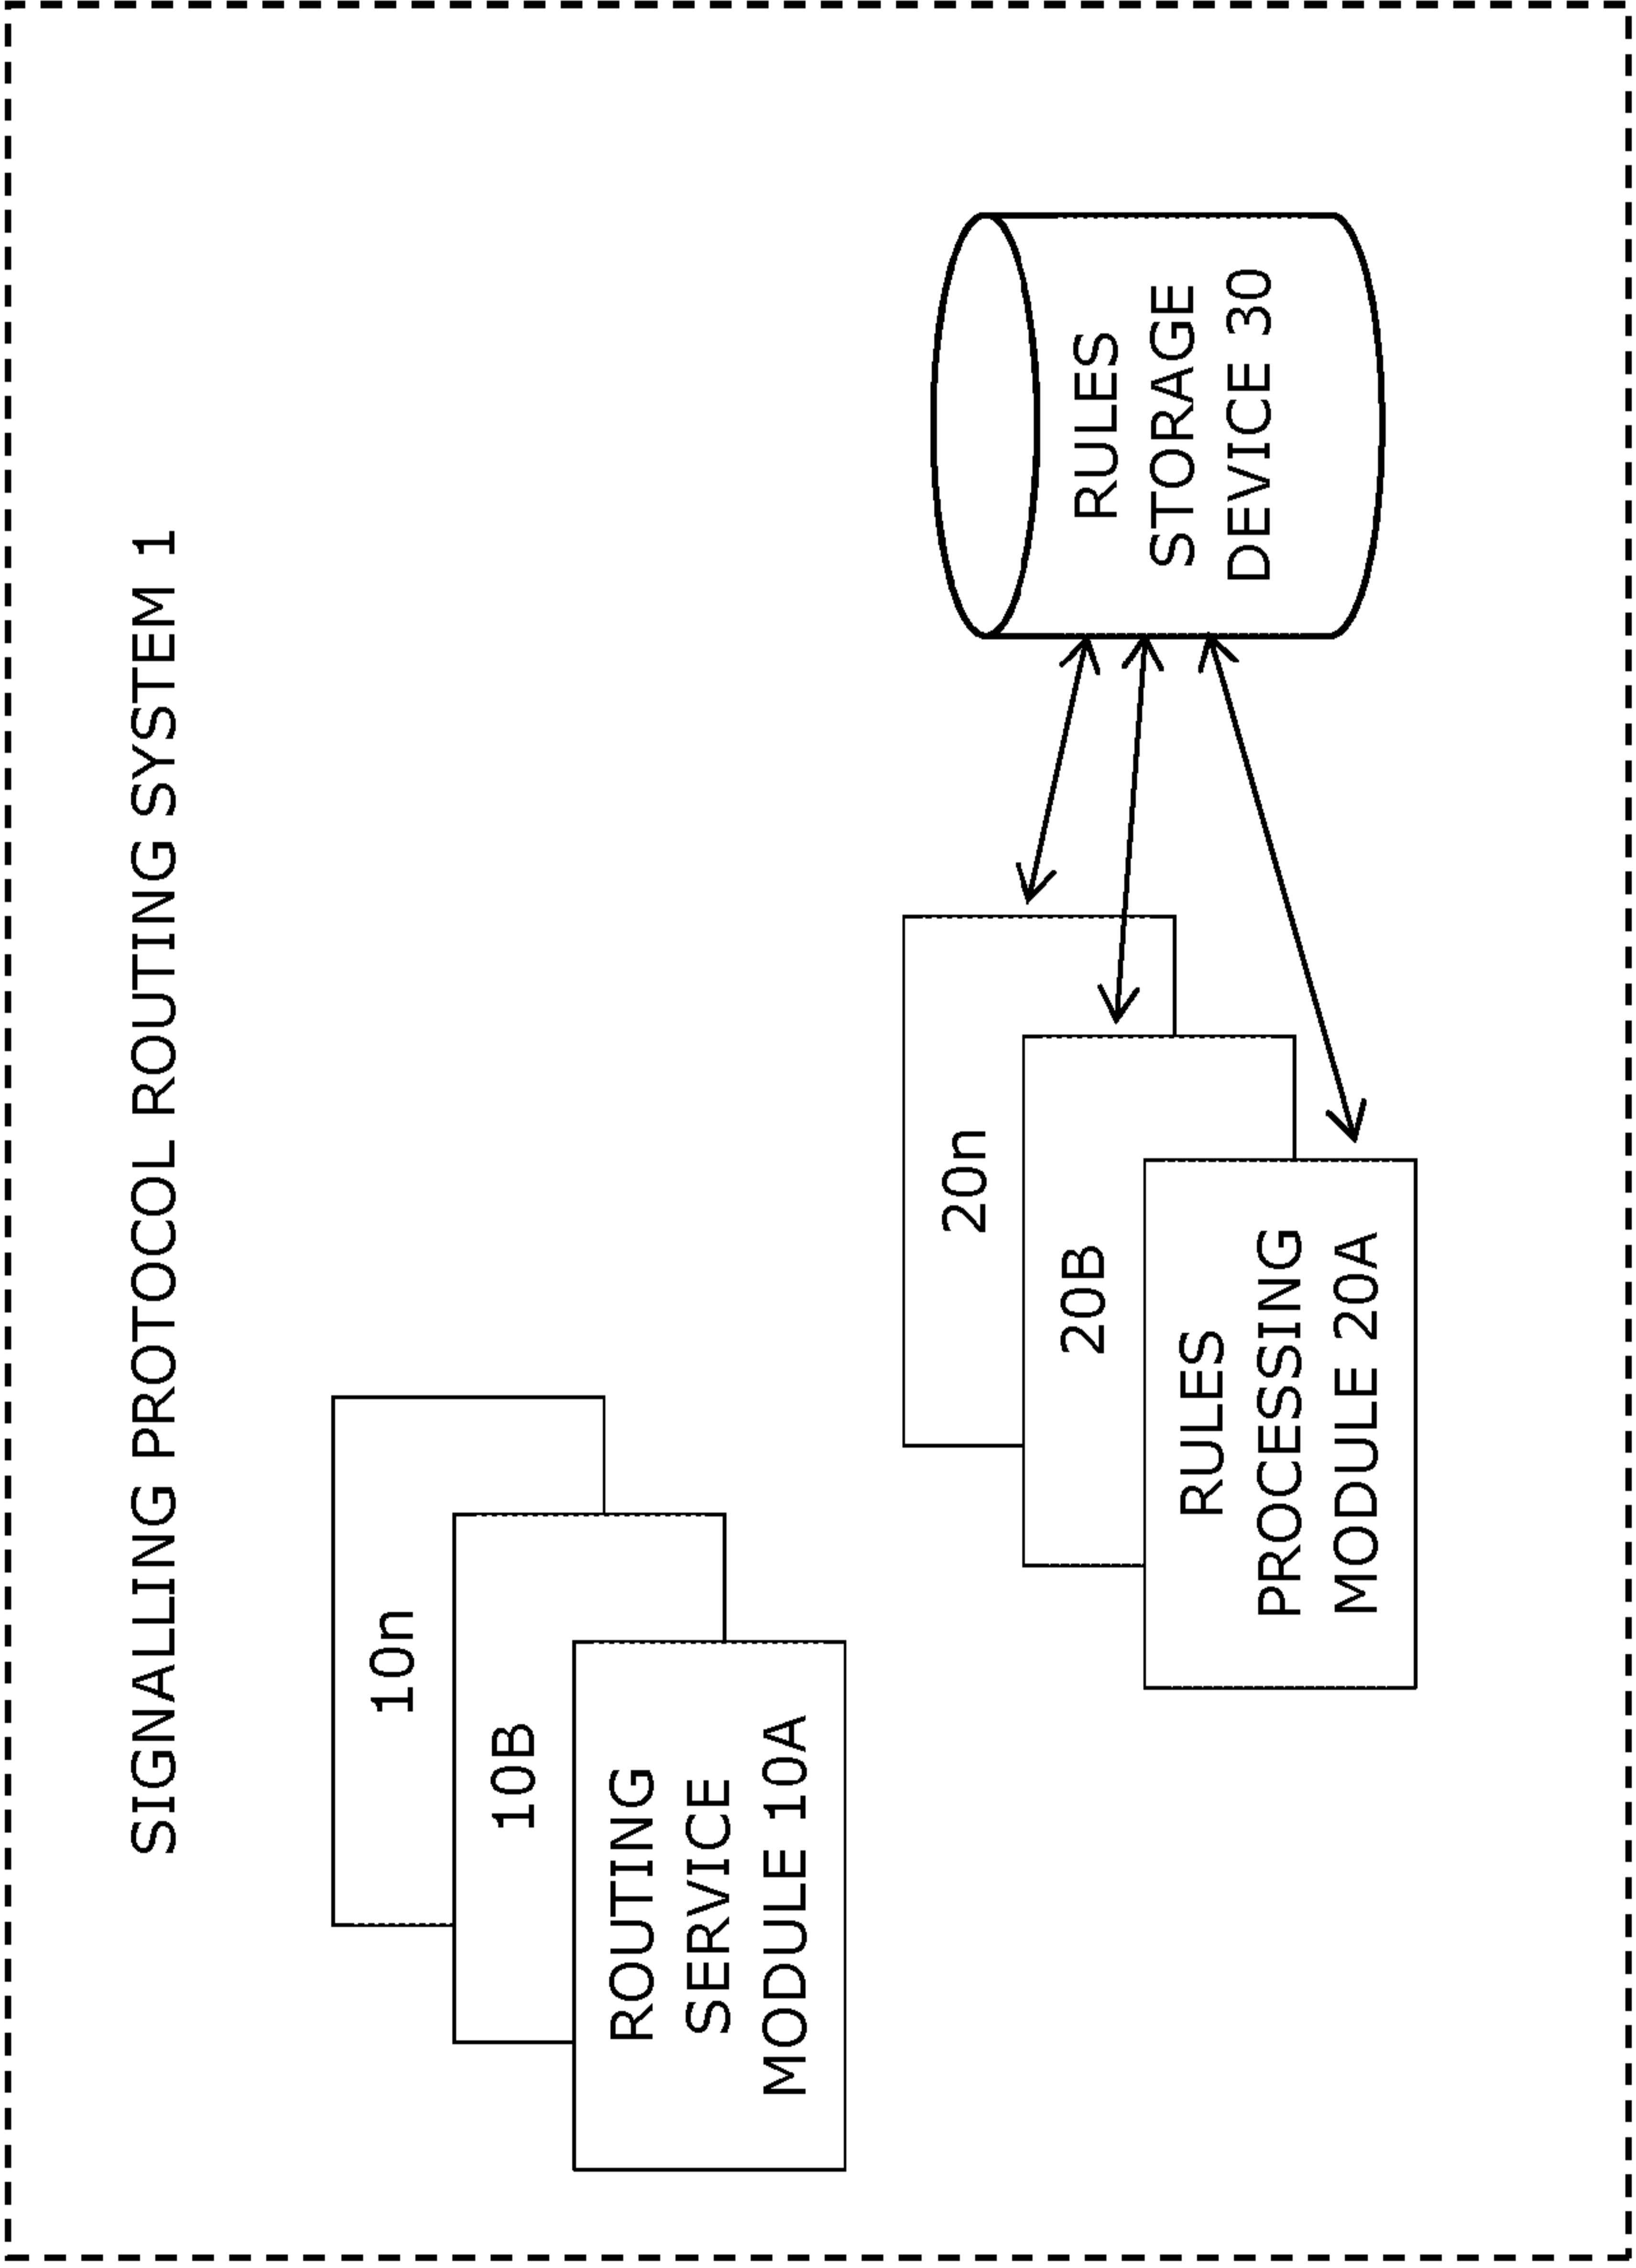 SIGNALLING PROTOCOL ROUTING SYSTEM 1
10n
10B
ROUTING
SERVICE
MODULE 10A
20n
20B
RULES
PROCESSING
MODULE 20A
RULES
STORAGE
DEVICE 30